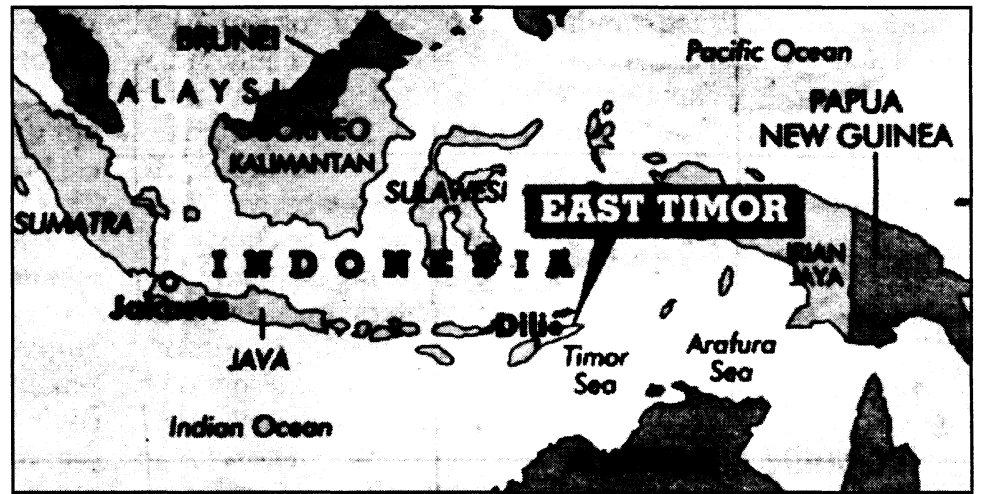 BRUNEI
Pacific Ocean
ALAYSI
PAPUA
NEW GUINEA
BORNEO
KALIMANTAN
SULAWESI
SUMATRA
EAST TIMOR
INDONESIA
IRIAN
JAYA
Jakarta
Dili
JAVA
Timor
Sea
Arafura
Sea
Indian Ocean